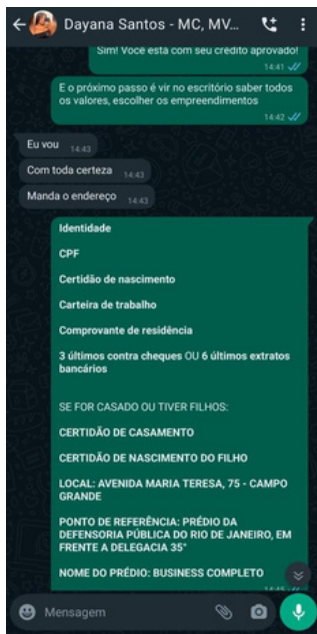 Dayana Santos - MC, MV...
Sim! Você está com seu crédito aprovado!
14:41
E o próximo passo é vir no escritório saber todos
os valores, escolher os empreendimentos
14:42
Eu vou 14:43
Com toda certeza 14:43
Manda o endereço 14:43
Identidade
CPF
Certidão de nascimento
Carteira de trabalho
Comprovante de residência
3 últimos contra cheques OU 6 últimos extratos
bancários
SE FOR CASADO OU TIVER FILHOS:
CERTIDÃO DE CASAMENTO
CERTIDÃO DE NASCIMENTO DO FILHO
LOCAL: AVENIDA MARIA TERESA, 75 - CAMPO
GRANDE
PONTO DE REFERÊNCIA: PRÉDIO DA
DEFENSORIA PÚBLICA DO RIO DE JANEIRO, EM
FRENTE A DELEGACIA 35°
NOME DO PRÉDIO: BUSINESS COMPLETO
Mensagem